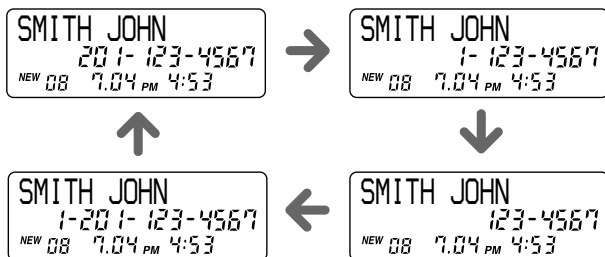 SMITH JOHN
201-123-4567
NEW 08 7.04 PM 4:53
SMITH JOHN
1-123-4567
NEW 08 7.04 PM 4:53
SMITH JOHN
1-201-123-4567
NEW 08 7.04 PM 4:53
SMITH JOHN
123-4567
NEW 08 7.04 PM 4:53